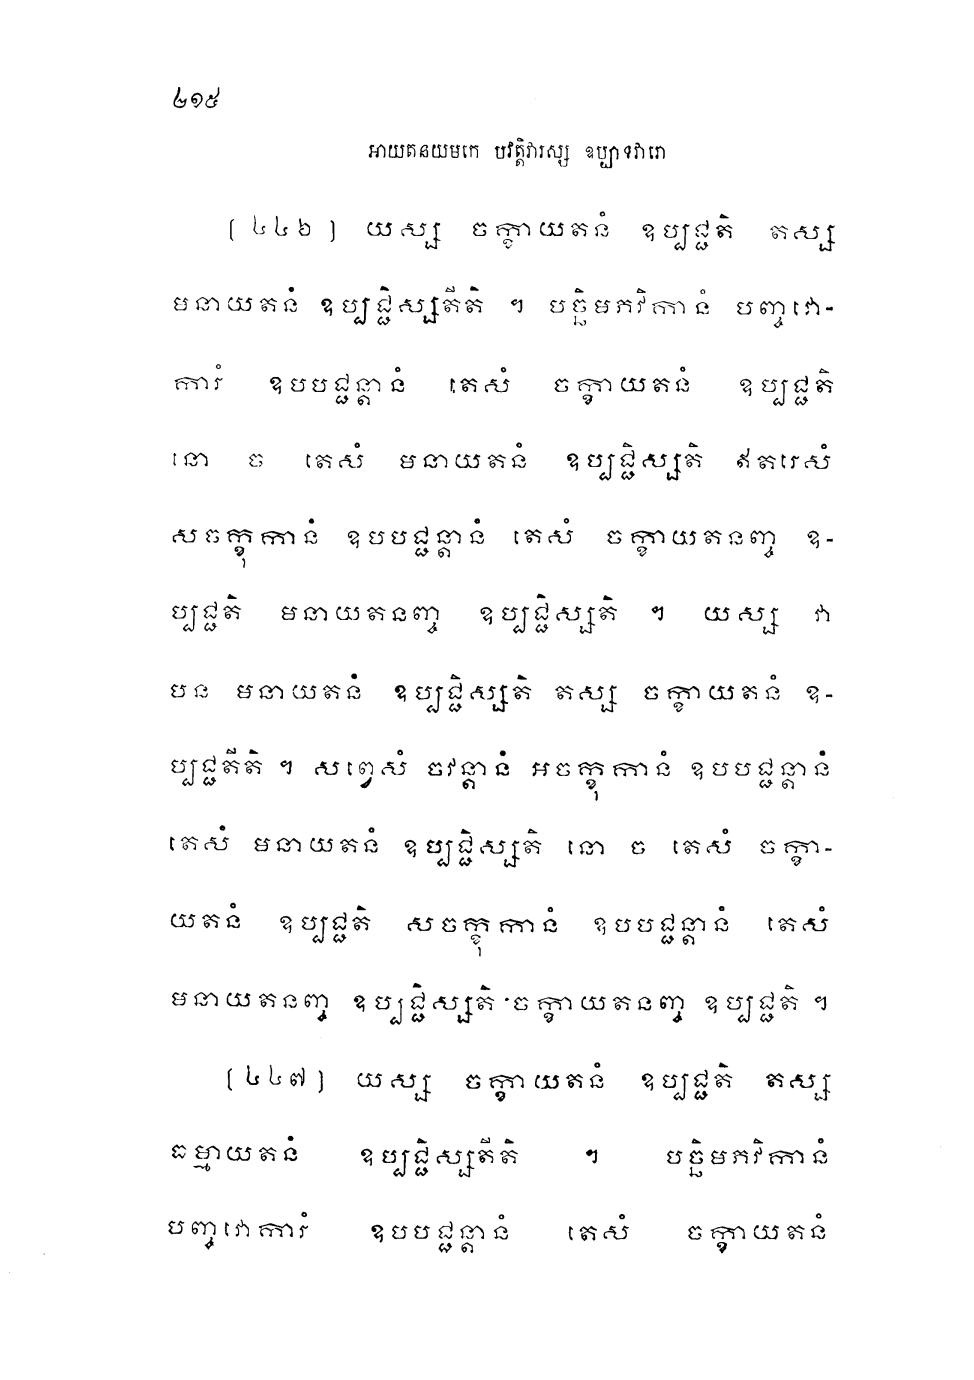 ២១៥
អាយតនយមកេ បវត្តិវារស្ស ឧប្បាទវារោ
(៤៤៦) យស្ស ចក្ខាយតនំ ឧប្បជ្ជតិ តស្ស
មនាយតនំ ឧប្បជ្ជិស្សតីតិ ។ បច្ឆិមភវិកានំ បញ្ចវោ-
ការំ ឧបបជ្ជន្តានំ តេសំ ចក្ខាយតនំ ឧប្បជ្ជតិ
នោ ច តេសំ មនាយតនំ ឧប្បជ្ជិស្សតិ ឥតរេសំ
សចក្ខុកានំ ឧបបជ្ជន្តានំ តេសំ ចក្ខាយតនញ្ច ឧ-
ប្បជ្ជតិ មនាយតនញ្ច ឧប្បជ្ជិស្សតិ ។ យស្ស វា
បន មនាយតនំ ឧប្បជ្ជិស្សតិ តស្ស ចក្ខាយតនំ ឧ-
ប្បជ្ជតីតិ ។ សព្វេសំ ចវន្តានំ អចក្ខុកានំ ឧបបជ្ជន្តានំ
តេសំ មនាយតនំ ឧប្បជ្ជិស្សតិ នោ ច តេសំ ចក្ខា-
យតនំ ឧប្បជ្ជតិ សចក្ខុកានំ ឧបបជ្ជន្តានំ តេសំ
មនាយតនញ្ច ឧប្បជ្ជិស្សតិ ចក្ខាយតនញ្ច ឧប្បជ្ជតិ ។
(៤៤៧) យស្ស ចក្ខាយតនំ ឧប្បជ្ជតិ តស្ស
ធម្មាយតនំ ឧប្បជ្ជិស្សតីតិ ។ បច្ឆិមភវិកានំ
បញ្ចវោការំ ឧបបជ្ជន្តានំ តេសំ ចក្ខាយតនំ